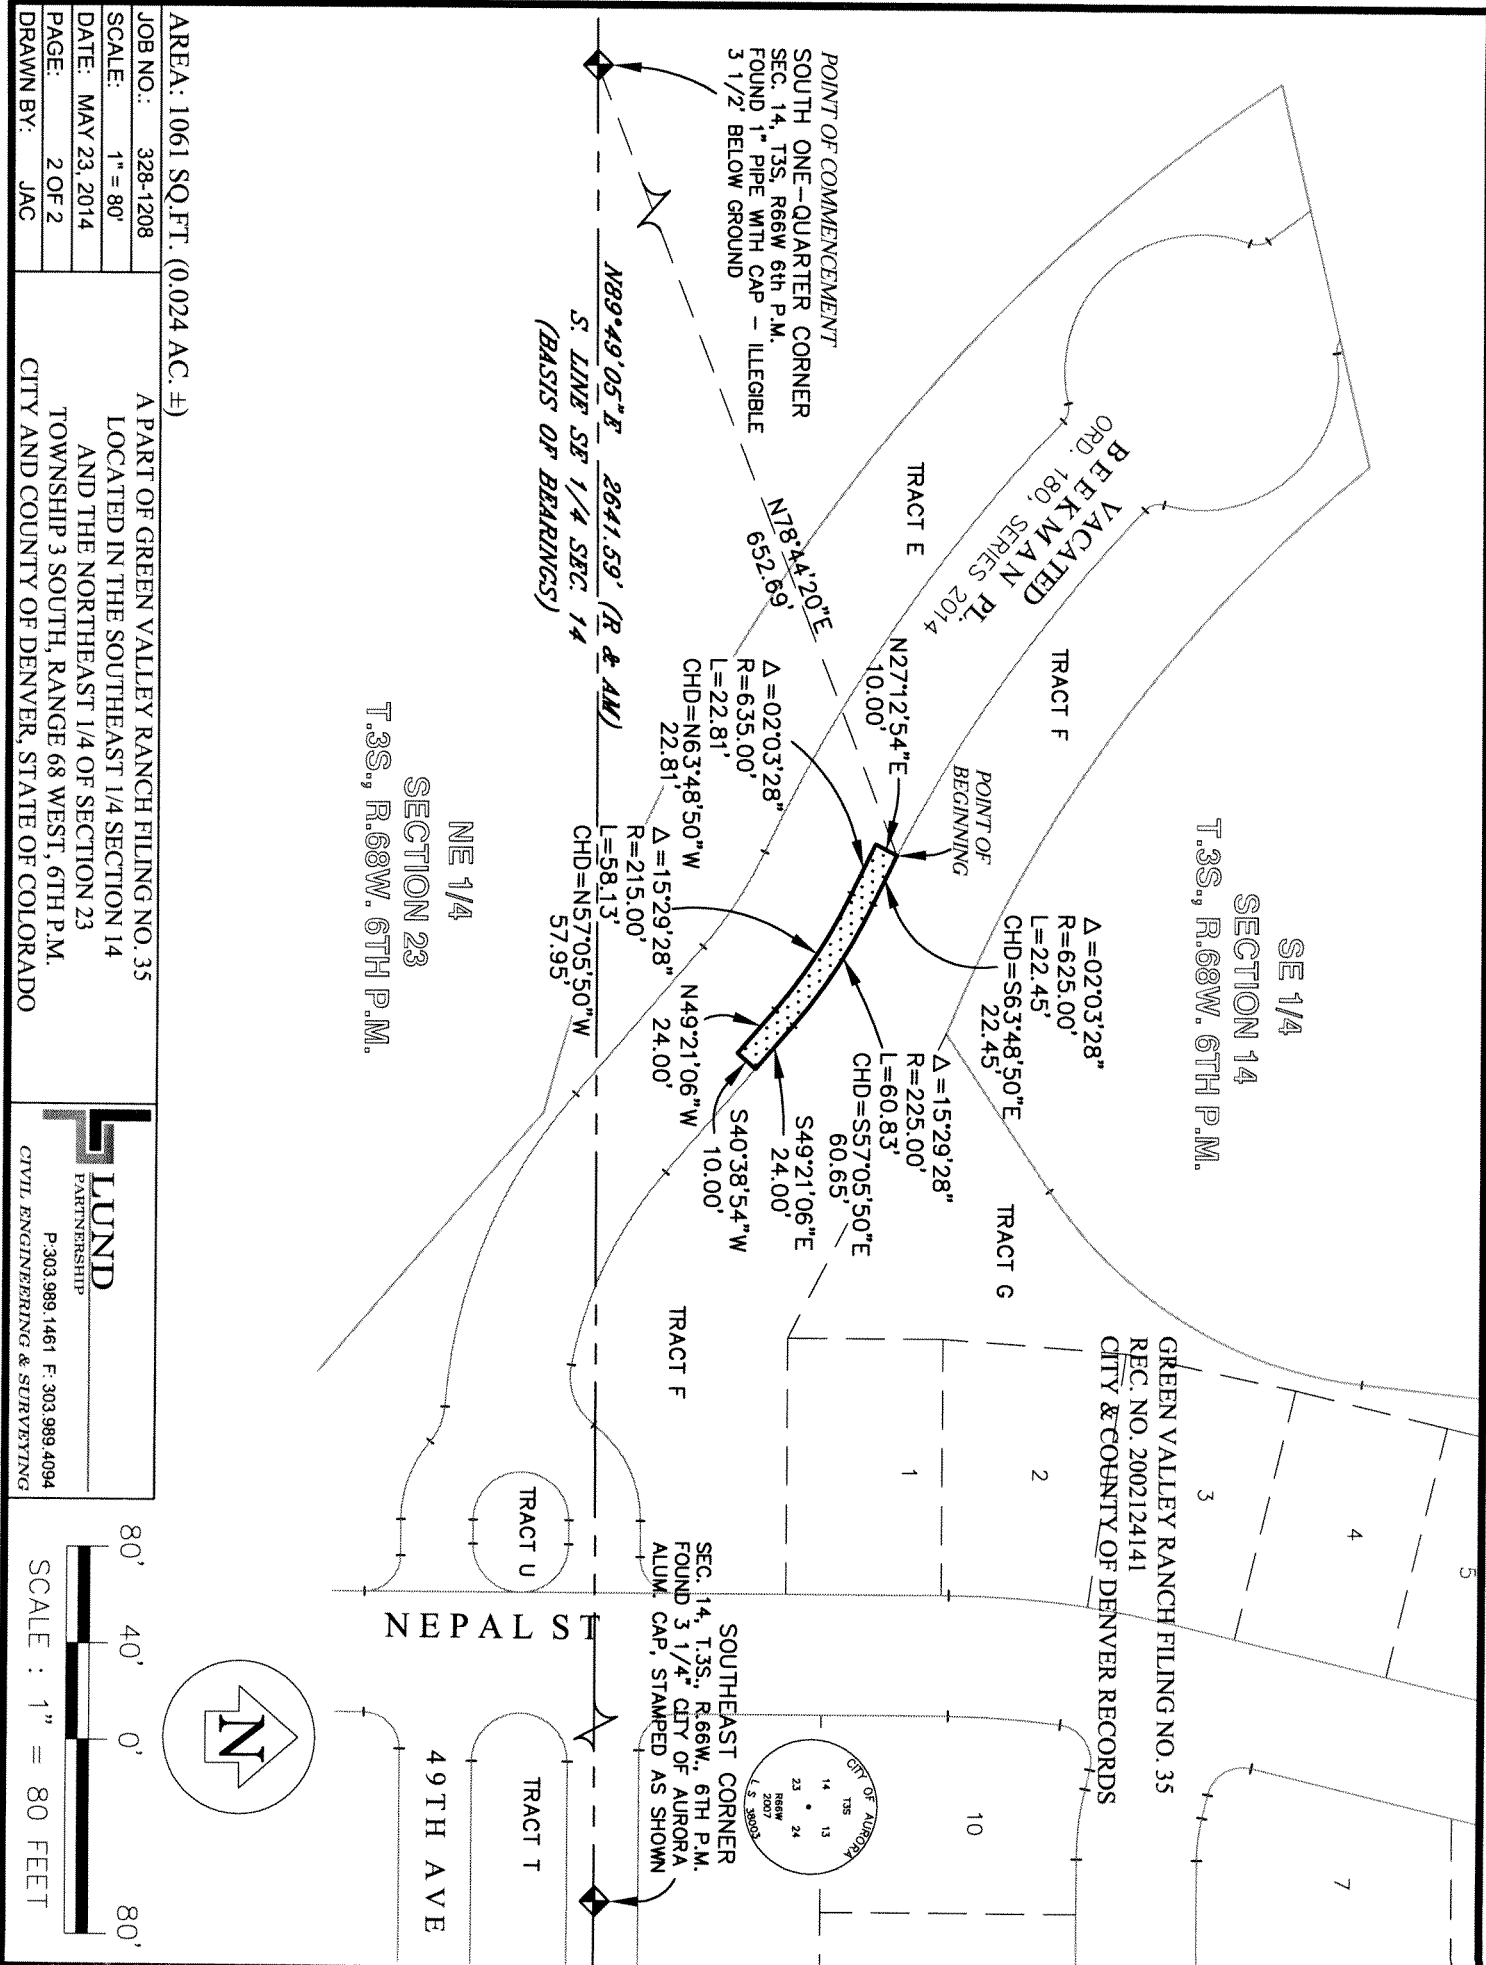 POINT OF COMMENCEMENT
SOUTH ONE-QUARTER CORNER
SEC. 14, T3S, R66W 6th P.M.
FOUND 1" PIPE WITH CAP - ILLEGIBLE
3 1/2' BELOW GROUND
VACATED
BEEKMAN PL.
ORD. 180, SERIES 2014
TRACT E
TRACT F
SE 1/4
SECTION 14
T.3S., R.68W. 6TH P.M.
N78°44'20"E
652.69'
N27°12'54"E
10.00'
POINT OF
BEGINNING
Δ=02°03'28"
R=625.00'
L=22.45'
CHD=S63°48'50"E
22.45'
Δ=15°29'28"
R=225.00'
L=60.83'
CHD=S57°05'50"E
60.65'
S49°21'06"E
24.00'
S40°38'54"W
10.00'
N49°21'06"W
24.00'
Δ=15°29'28"
R=215.00'
L=58.13'
CHD=N57°05'50"W
57.95'
Δ=02°03'28"
R=635.00'
L=22.81'
CHD=N63°48'50"W
22.81'
N89°49'05"E 2641.59' (R & AM)
S. LINE SE 1/4 SEC. 14
(BASIS OF BEARINGS)
NE 1/4
SECTION 23
T.3S., R.68W. 6TH P.M.
TRACT G
TRACT F
GREEN VALLEY RANCH FILING NO. 35
REC. NO. 2002124141
CITY & COUNTY OF DENVER RECORDS
1
2
3
4
5
7
10
TRACT U
TRACT T
NEPAL ST
49TH AVE
SOUTHEAST CORNER
SEC. 14, T.3S., R.66W., 6TH P.M.
FOUND 3 1/4" CITY OF AURORA
ALUM. CAP, STAMPED AS SHOWN
CITY OF AURORA
T3S
14 13
23 24
R66W
2007
L S 38003
N
80' 40' 0' 80'
SCALE : 1" = 80 FEET
AREA: 1061 SQ.FT. (0.024 AC. ±)
JOB NO.: 328-1208
SCALE: 1" = 80'
DATE: MAY 23, 2014
PAGE: 2 OF 2
DRAWN BY: JAC
A PART OF GREEN VALLEY RANCH FILING NO. 35
LOCATED IN THE SOUTHEAST 1/4 SECTION 14
AND THE NORTHEAST 1/4 OF SECTION 23
TOWNSHIP 3 SOUTH, RANGE 68 WEST, 6TH P.M.
CITY AND COUNTY OF DENVER, STATE OF COLORADO
LUND
PARTNERSHIP
P:303.989.1461 F: 303.989.4094
CIVIL ENGINEERING & SURVEYING